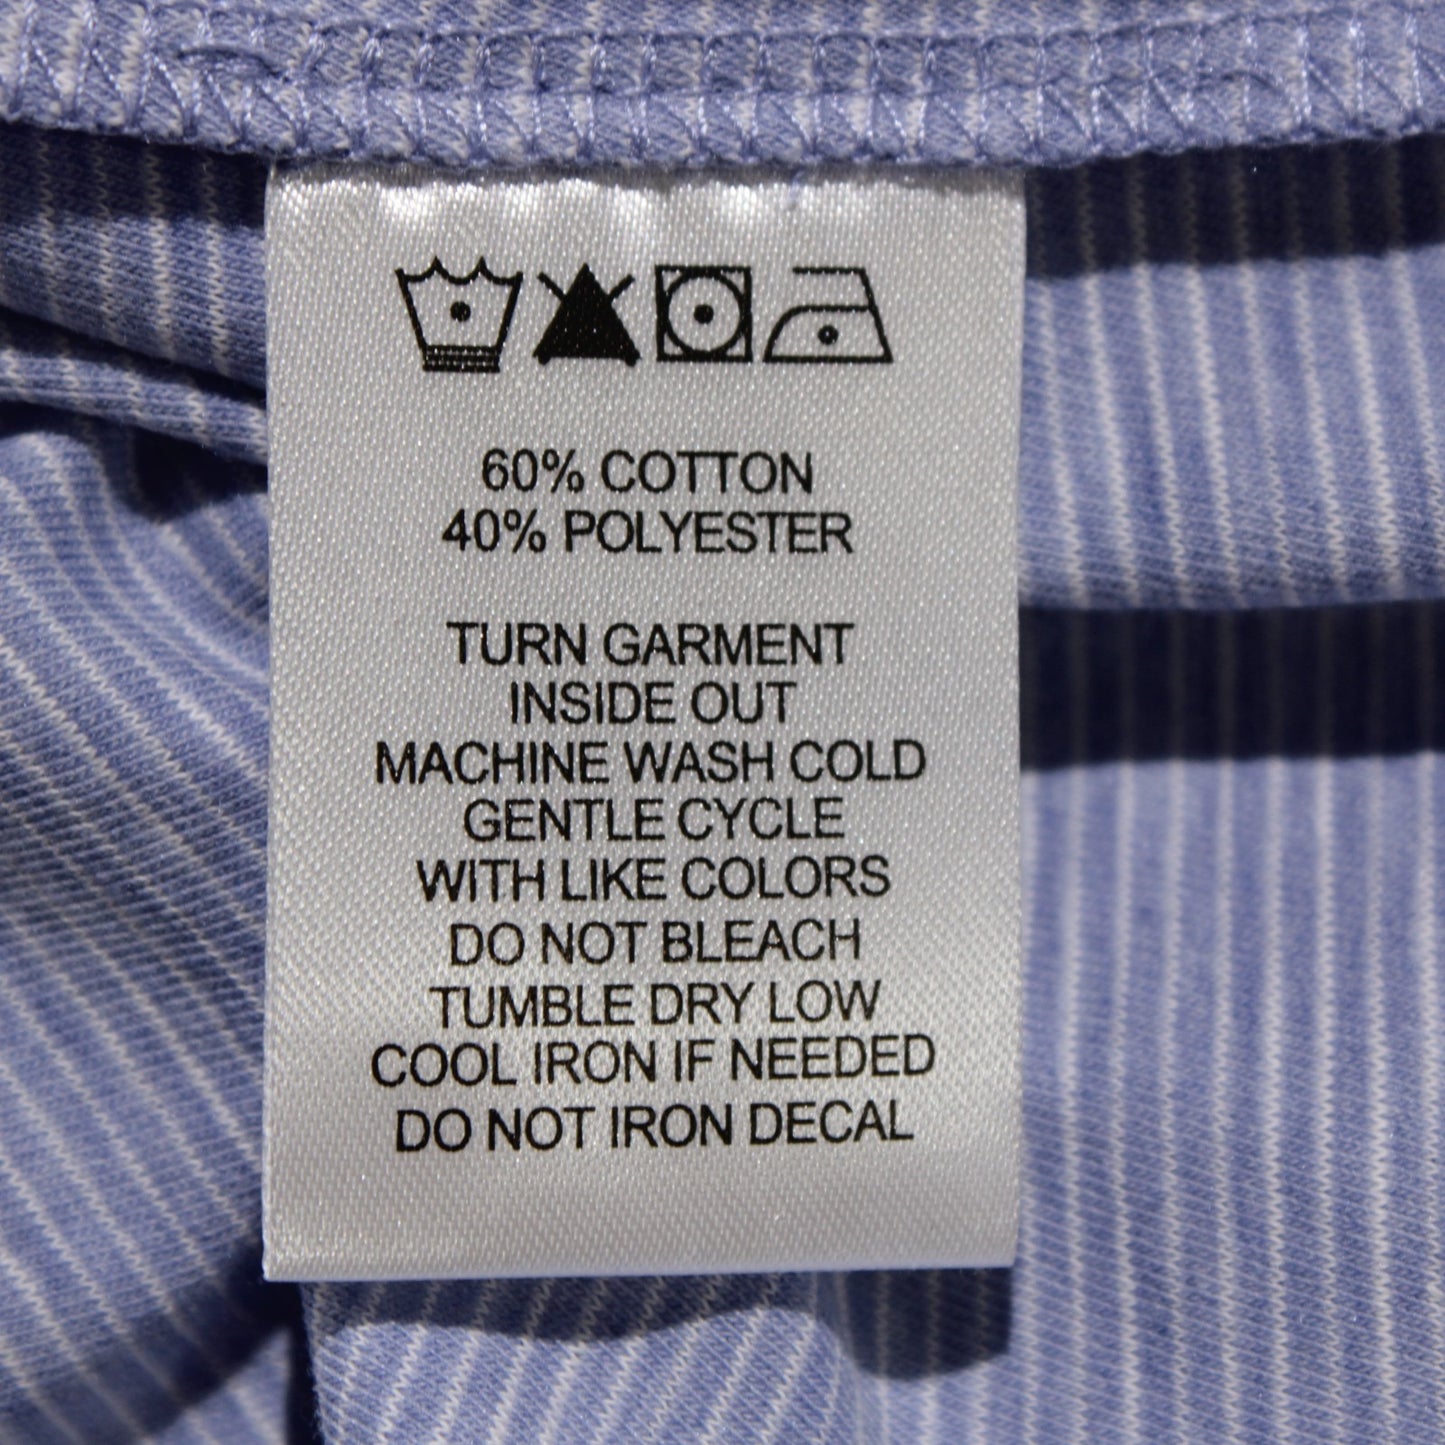 60% COTTON
40% POLYESTER
TURN GARMENT
INSIDE OUT
MACHINE WASH COLD
GENTLE CYCLE
WITH LIKE COLORS
DO NOT BLEACH
TUMBLE DRY LOW
COOL IRON IF NEEDED
DO NOT IRON DECAL